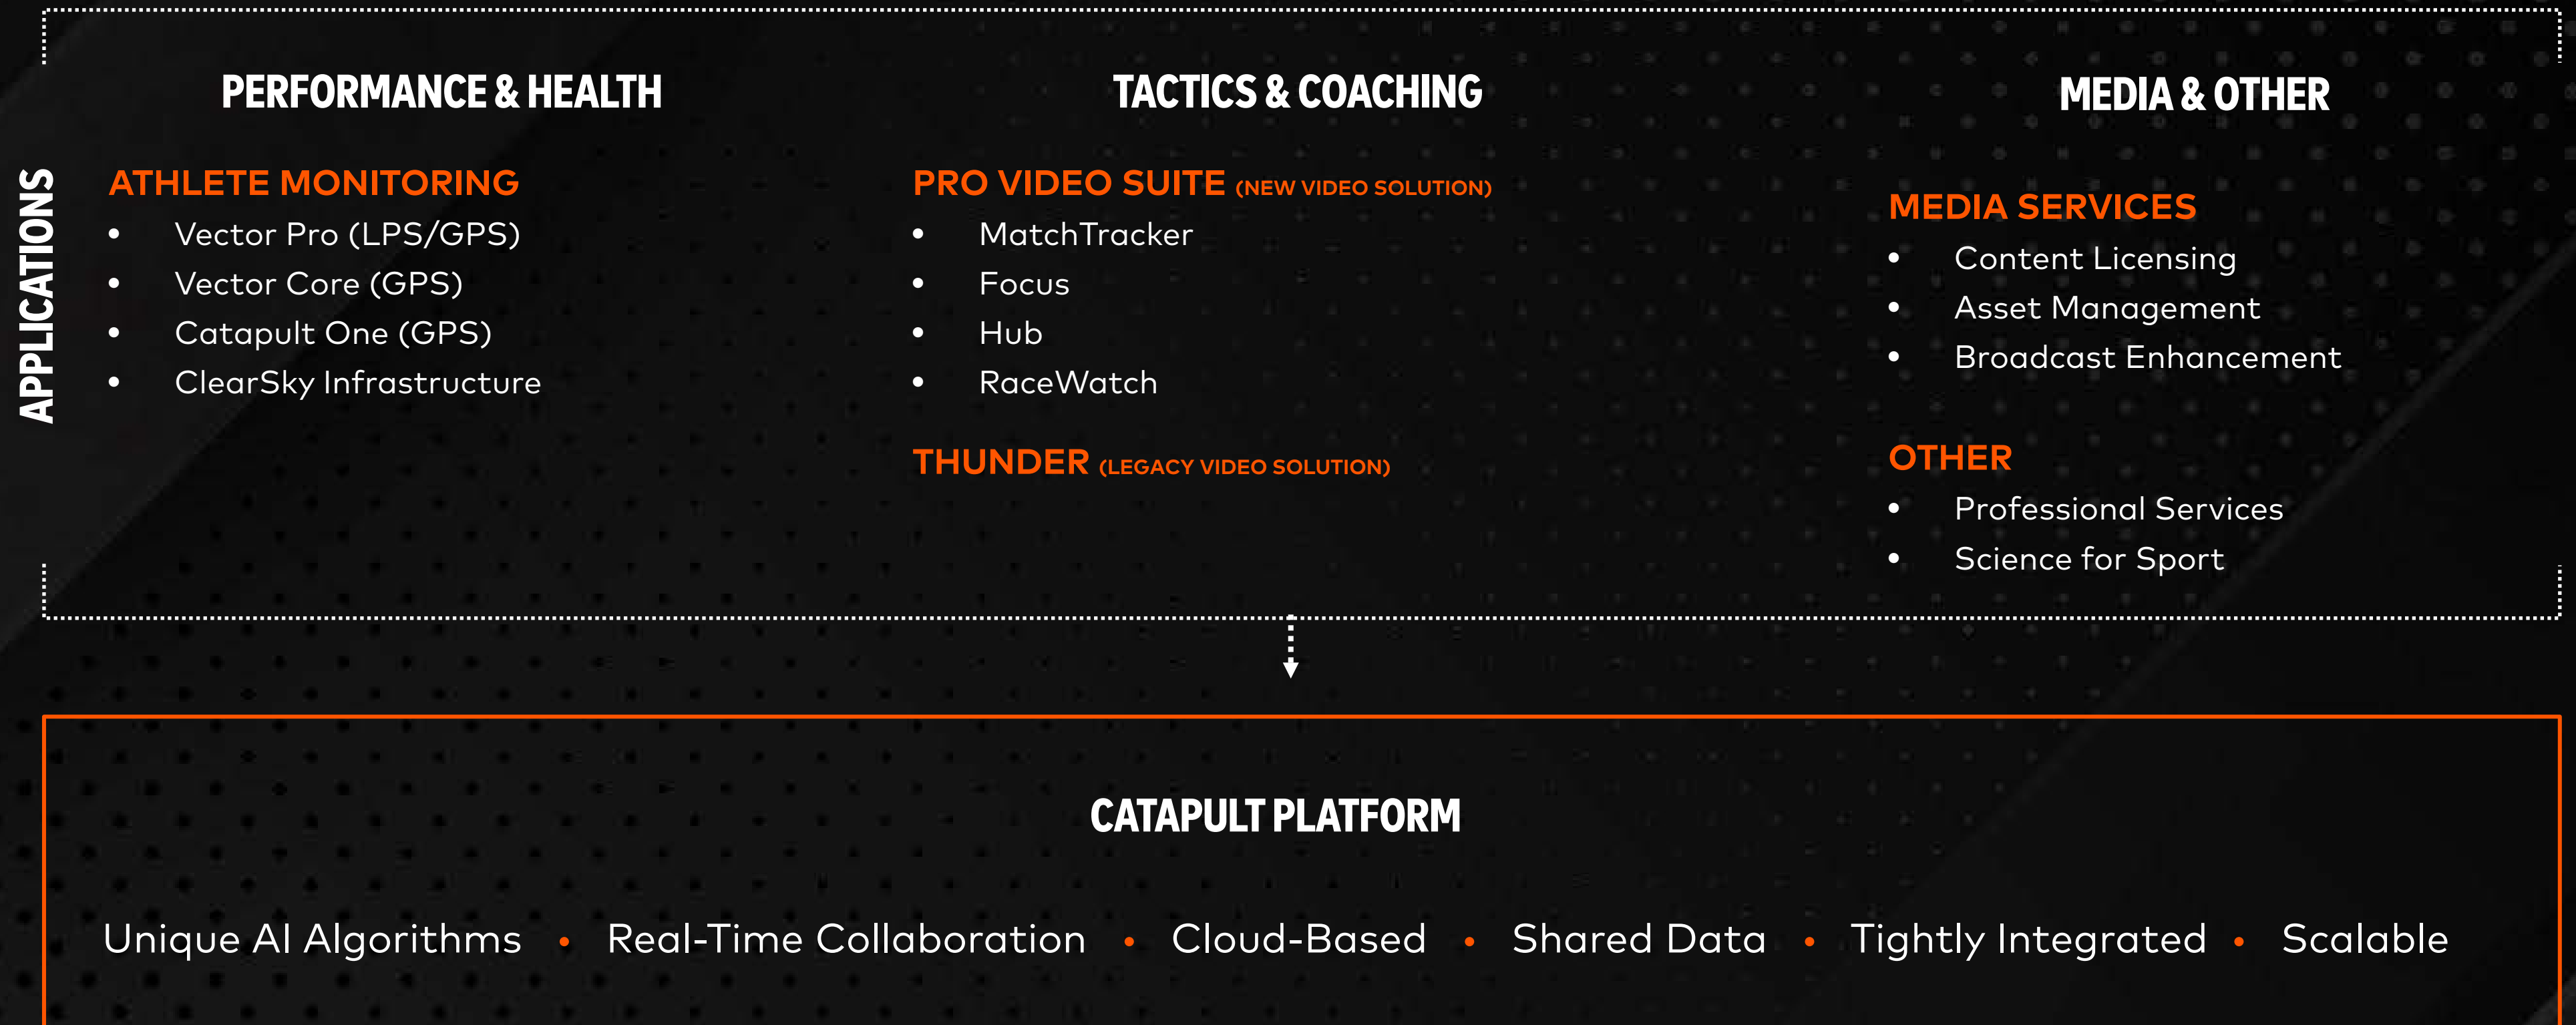 APPLICATIONS
PERFORMANCE & HEALTH
ATHLETE MONITORING
• Vector Pro (LPS/GPS)
• Vector Core (GPS)
• Catapult One (GPS)
• ClearSky Infrastructure
TACTICS & COACHING
PRO VIDEO SUITE (NEW VIDEO SOLUTION)
• MatchTracker
• Focus
• Hub
• RaceWatch
THUNDER (LEGACY VIDEO SOLUTION)
MEDIA & OTHER
MEDIA SERVICES
• Content Licensing
• Asset Management
• Broadcast Enhancement
OTHER
• Professional Services
• Science for Sport
CATAPULT PLATFORM
Unique AI Algorithms • Real-Time Collaboration • Cloud-Based • Shared Data • Tightly Integrated • Scalable